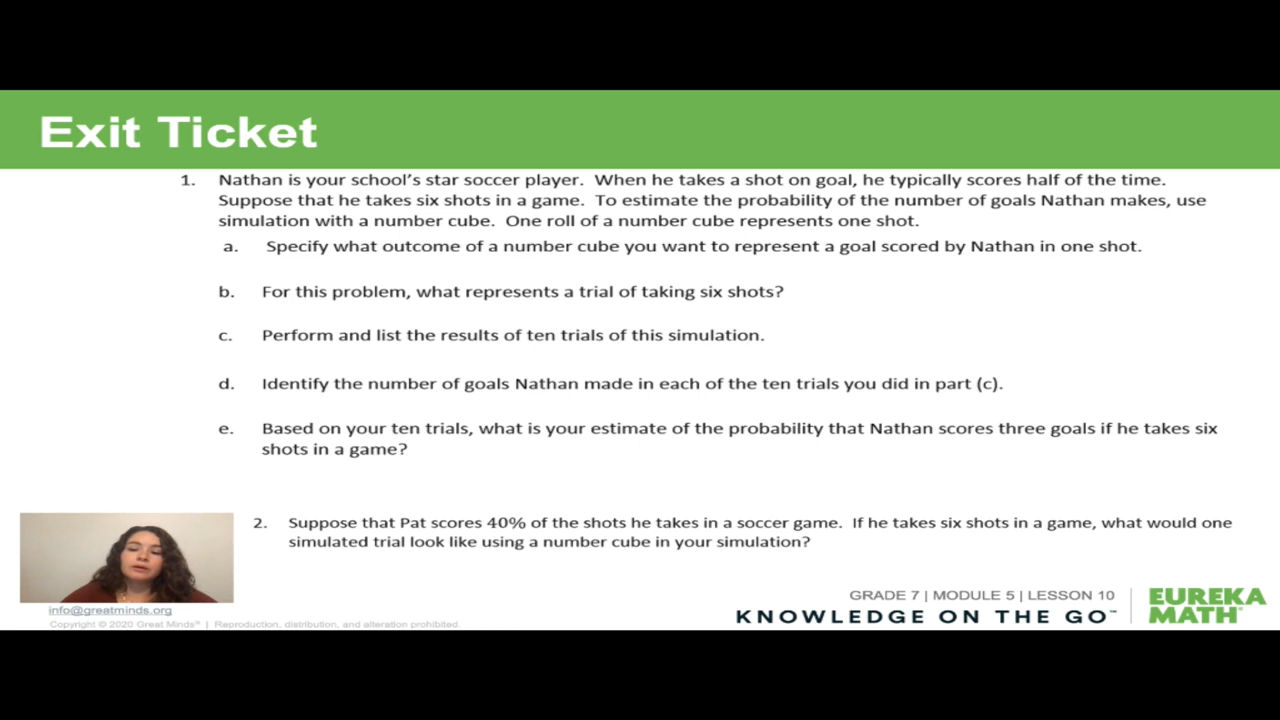 Exit Ticket
1. Nathan is your school's star soccer player. When he takes a shot on goal, he typically scores half of the time.
Suppose that he takes six shots in a game. To estimate the probability of the number of goals Nathan makes, use
simulation with a number cube. One roll of a number cube represents one shot.
a. Specify what outcome of a number cube you want to represent a goal scored by Nathan in one shot.
b. For this problem, what represents a trial of taking six shots?
c. Perform and list the results of ten trials of this simulation.
d. Identify the number of goals Nathan made in each of the ten trials you did in part (c).
e. Based on your ten trials, what is your estimate of the probability that Nathan scores three goals if he takes six
shots in a game?
2. Suppose that Pat scores 40% of the shots he takes in a soccer game. If he takes six shots in a game, what would one
simulated trial look like using a number cube in your simulation?
info@greatminds.org
Copyright © 2020 Great Minds® | Reproduction, distribution, and alteration prohibited.
GRADE 7 | MODULE 5 | LESSON 10
KNOWLEDGE ON THE GO™
EUREKA
MATH™